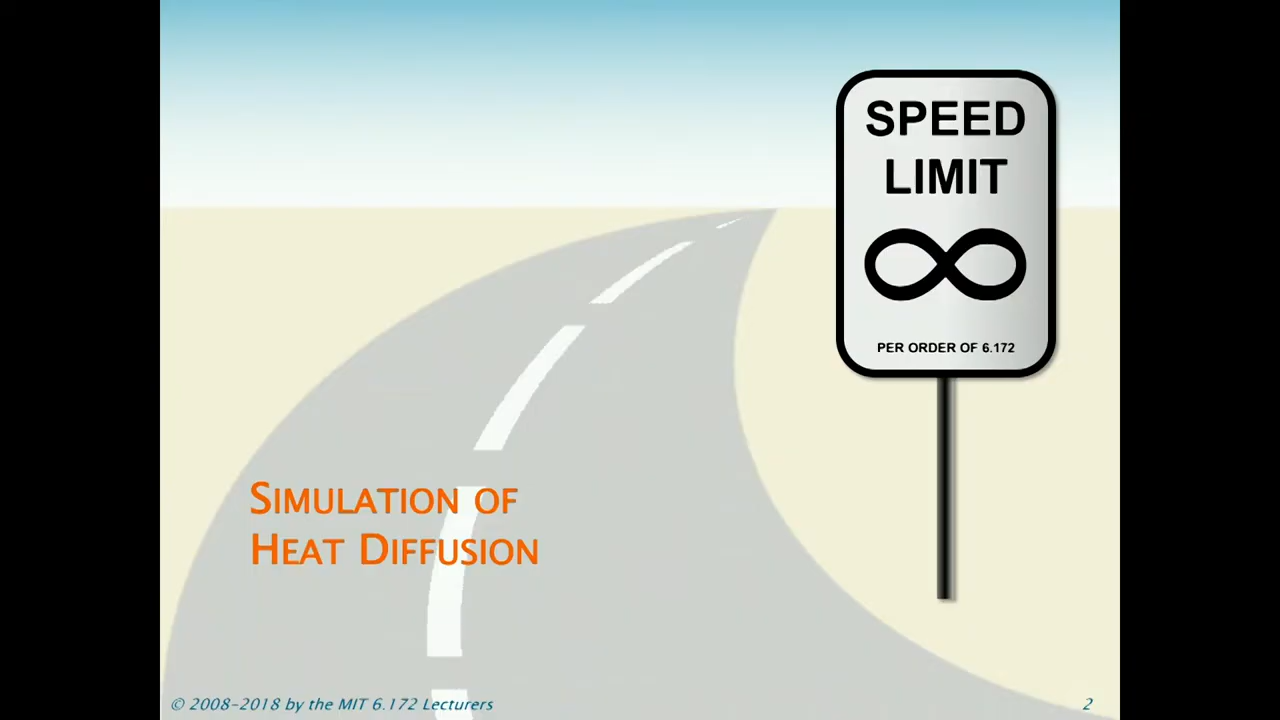 SPEED
LIMIT
∞
PER ORDER OF 6.172
SIMULATION OF
HEAT DIFFUSION
© 2008-2018 by the MIT 6.172 Lecturers
2